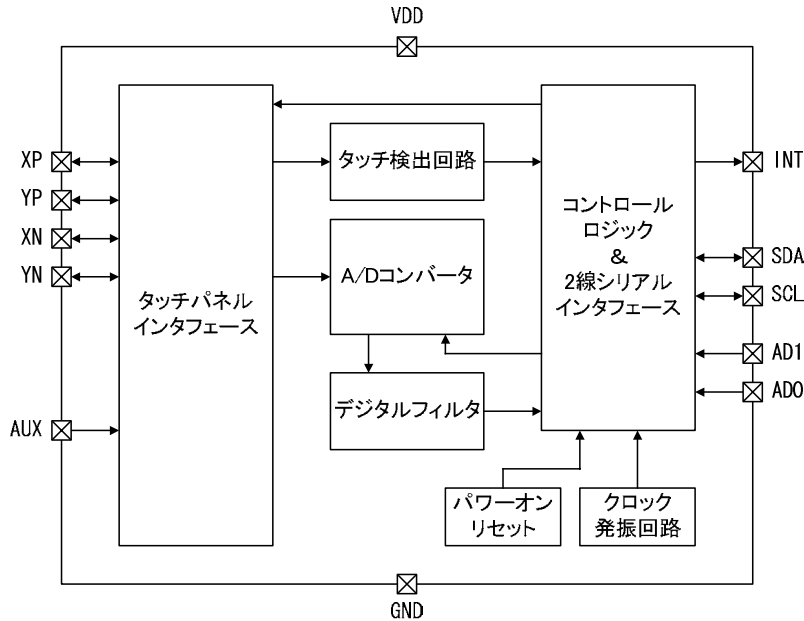 VDD
XP
YP
XN
YN
AUX
タッチパネル
インタフェース
タッチ検出回路
A/Dコンバータ
デジタルフィルタ
コントロール
ロジック
&
2線シリアル
インタフェース
パワーオン
リセット
クロック
発振回路
INT
SDA
SCL
AD1
AD0
GND